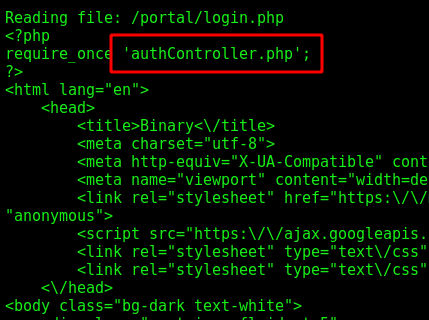 Reading file: /portal/login.php
<?php
require_once 'authController.php';
?>
<html lang="en">
<head>
<title>Binary<\/title>
<meta charset="utf-8">
<meta http-equiv="X-UA-Compatible" cont
<meta name="viewport" content="width=de
<link rel="stylesheet" href="https:\/\/
"anonymous">
<script src="https:\/\/ajax.googleapis.
<link rel="stylesheet" type="text\/css"
<link rel="stylesheet" type="text\/css"
<\/head>
<body class="bg-dark text-white">